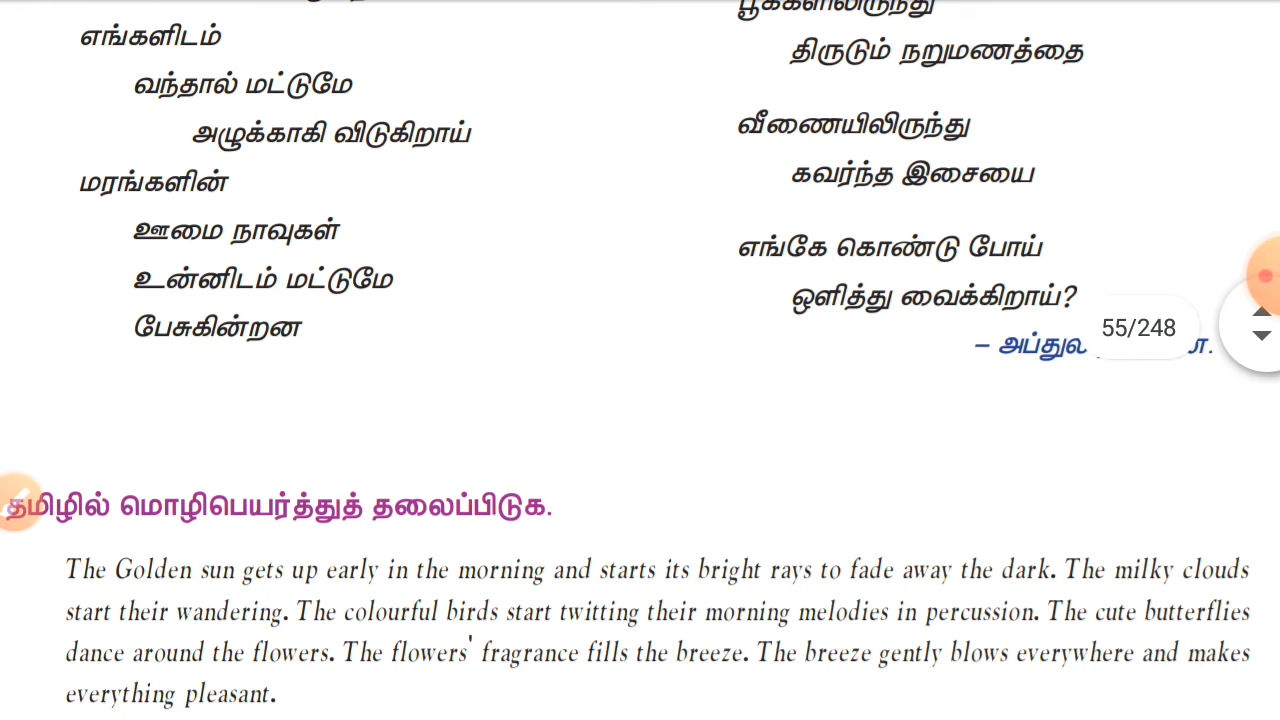 எங்களிடம்
வந்தால் மட்டுமே
அழுக்காகி விடுகிறாய்
மரங்களின்
ஊமை நாவுகள்
உன்னிடம் மட்டுமே
பேசுகின்றன
பூக்களிலிருந்து
திருடும் நறுமணத்தை
வீணையிலிருந்து
கவர்ந்த இசையை
எங்கே கொண்டு போய்
ஒளித்து வைக்கிறாய்?
55/248
தமிழில் மொழிபெயர்த்துத் தலைப்பிடுக.
The Golden sun gets up early in the morning and starts its bright rays to fade away the dark. The milky clouds
start their wandering. The colourful birds start twitting their morning melodies in percussion. The cute butterflies
dance around the flowers. The flowers' fragrance fills the breeze. The breeze gently blows everywhere and makes
everything pleasant.